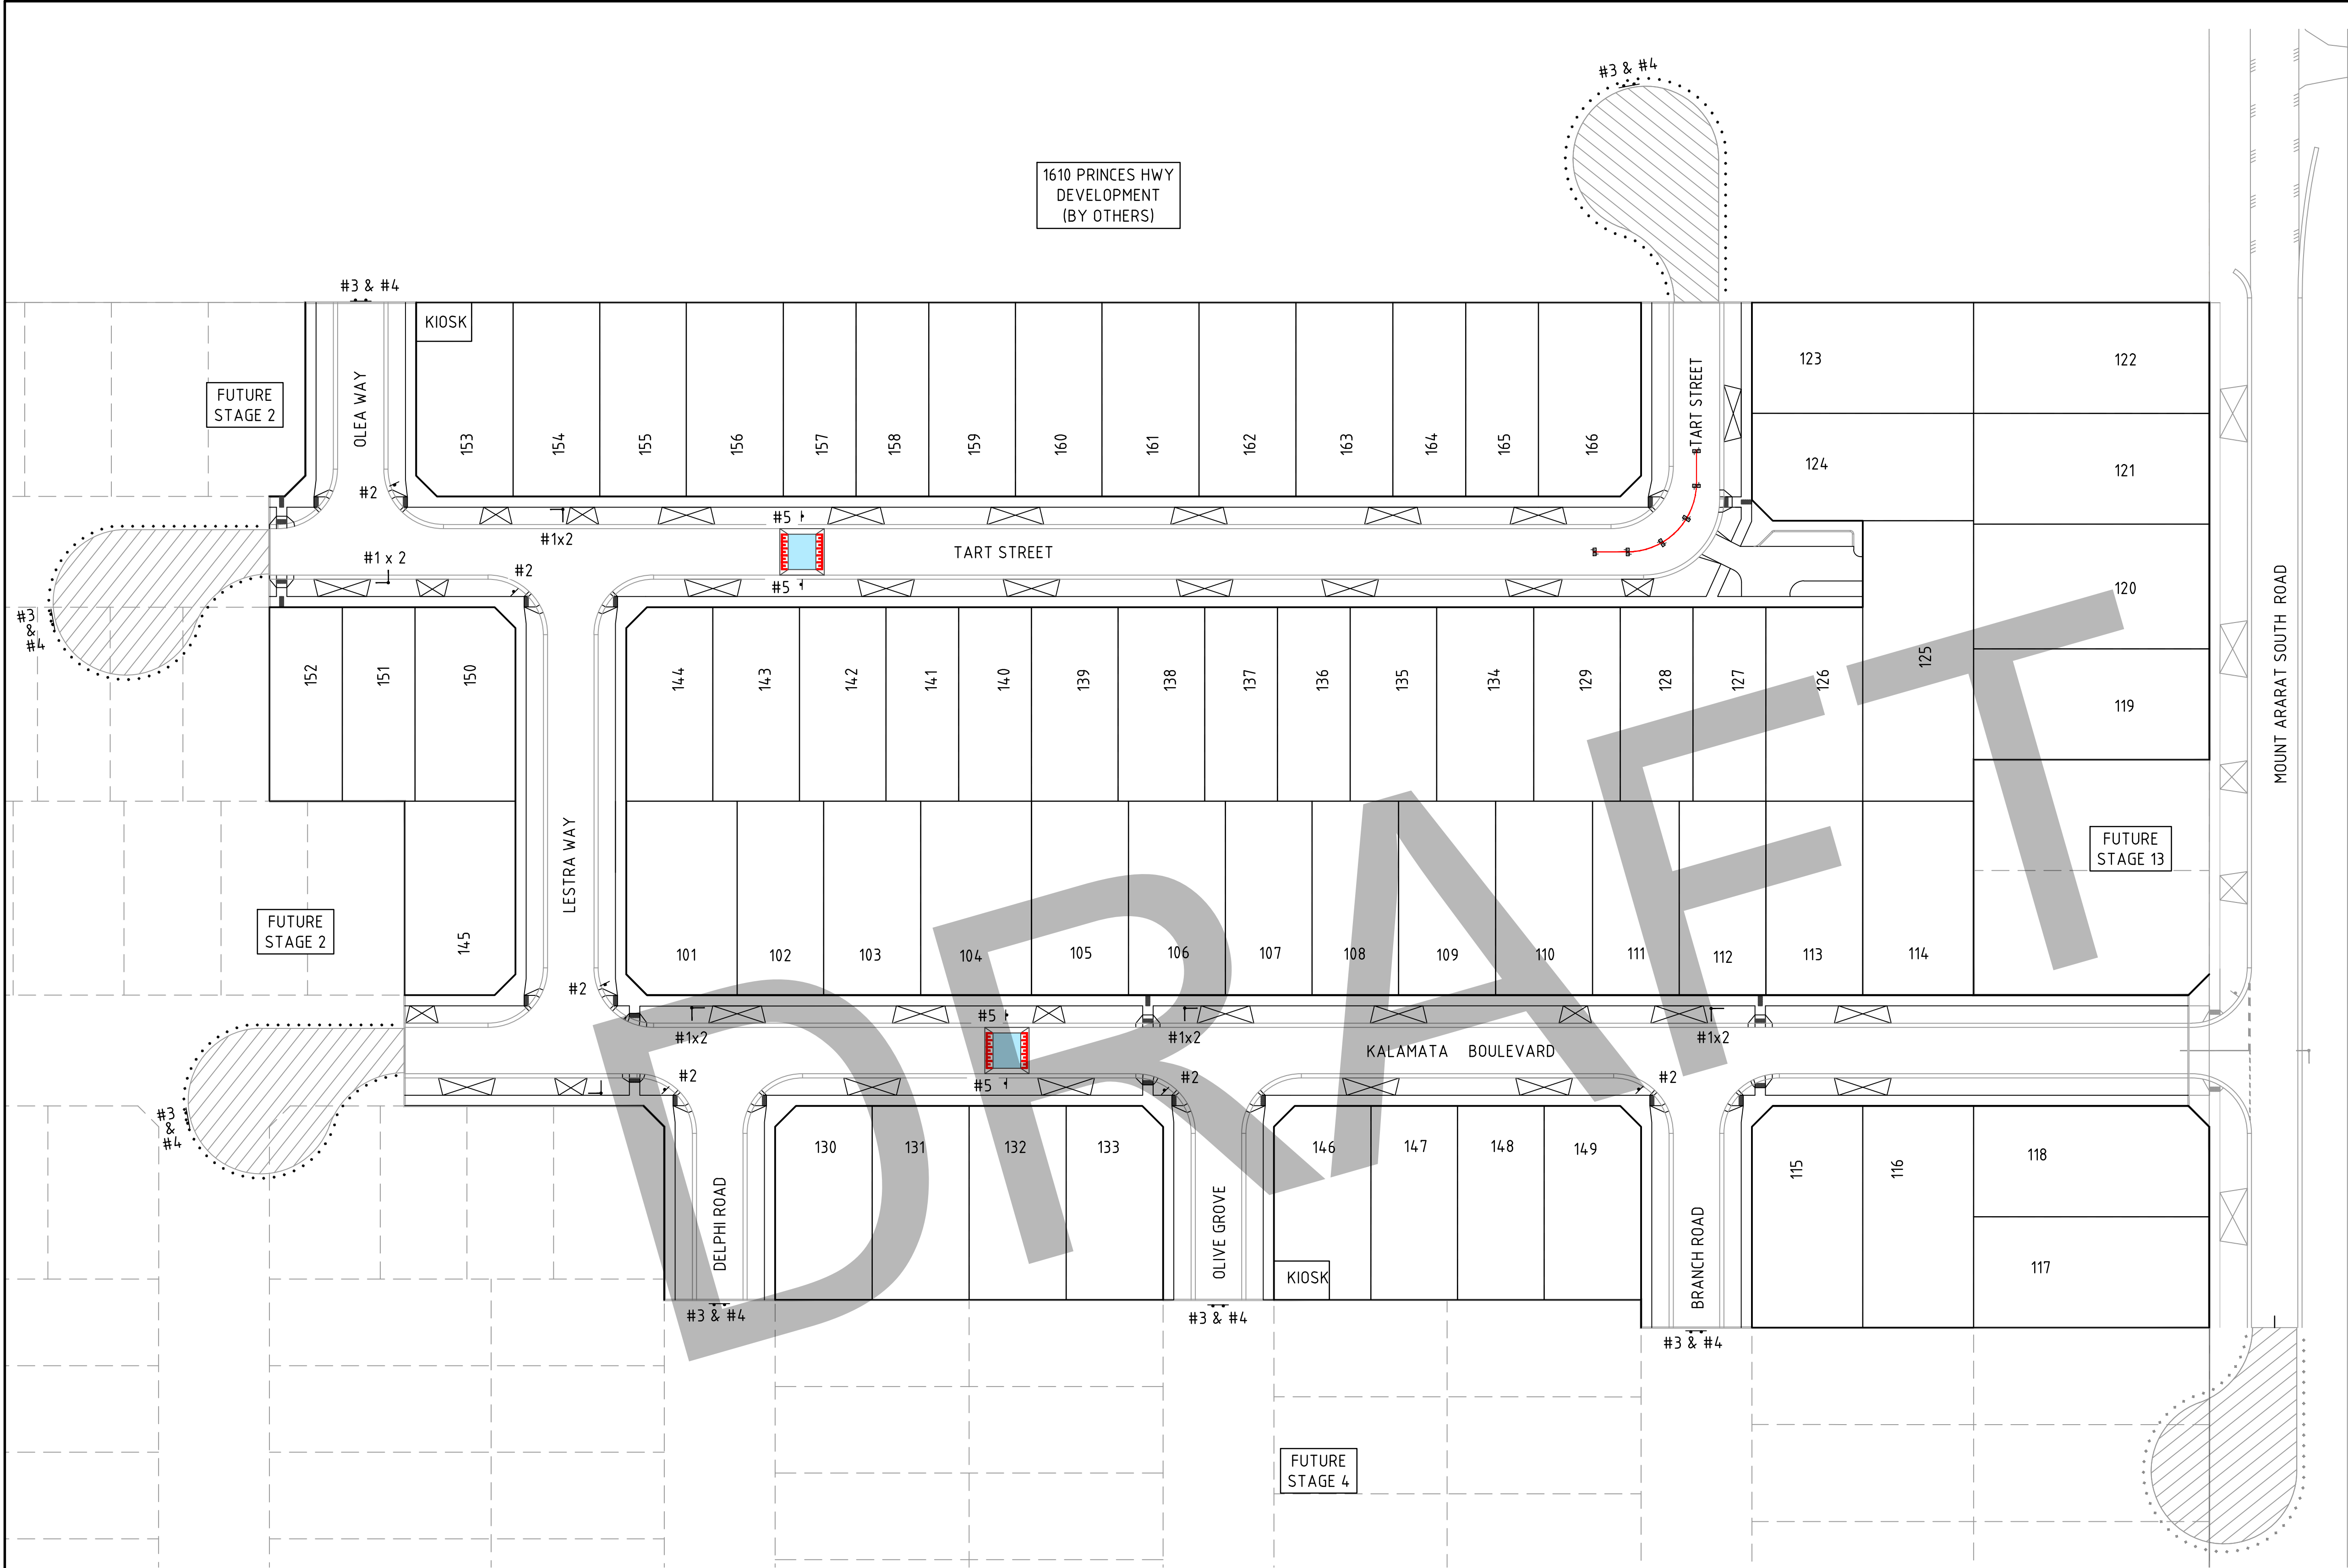 #3 & #4
1610 PRINCES HWY
DEVELOPMENT
(BY OTHERS)
#3 & #4
KIOSK
FUTURE
STAGE 2
OLEA WAY
153
154
155
156
157
158
159
160
161
162
163
164
165
166
TART STREET
123
122
124
121
#2
#1x2
#5
TART STREET
#1 x 2
#2
#5
#3
&
#4
120
119
MOUNT ARARAT SOUTH ROAD
152
151
150
144
143
142
141
140
139
138
137
136
135
134
129
128
127
126
125
FUTURE
STAGE 13
LESTRA WAY
FUTURE
STAGE 2
145
101
102
103
104
105
106
107
108
109
110
111
112
113
114
#2
#1x2
#5
#1x2
#1x2
KALAMATA BOULEVARD
#2
#5
#2
#2
#3
&
#4
130
131
132
133
146
147
148
149
115
116
118
117
DELPHI ROAD
OLIVE GROVE
KIOSK
BRANCH ROAD
#3 & #4
#3 & #4
#3 & #4
FUTURE
STAGE 4
DRAFT